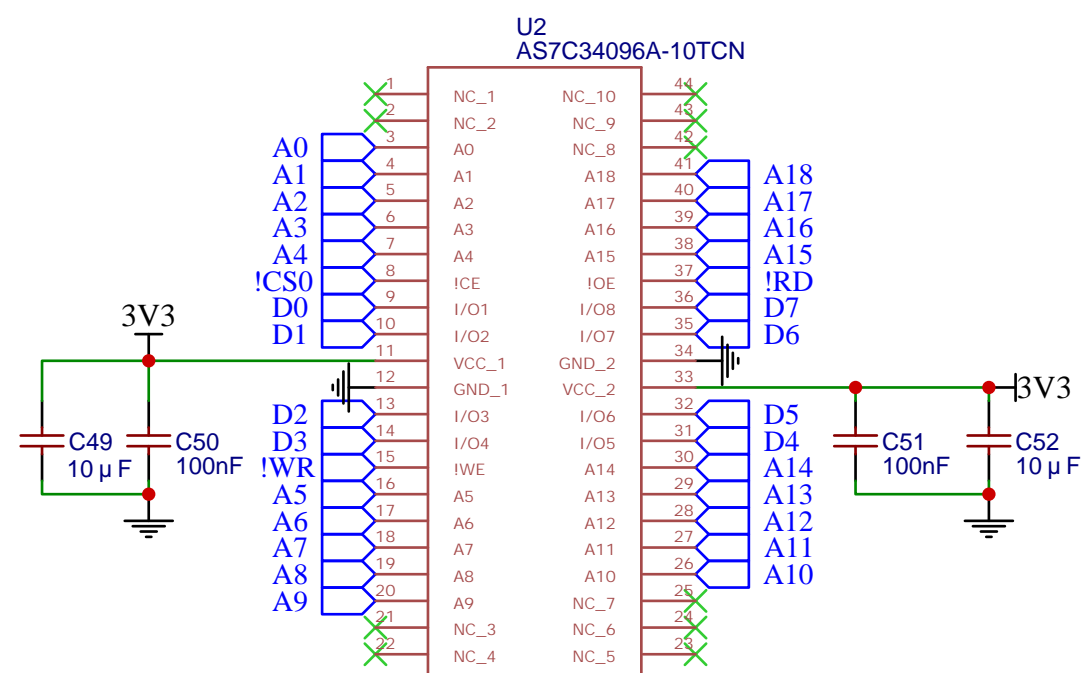 U2
AS7C34096A-10TCN
1 NC_1 NC_10 44
2 NC_2 NC_9 43
A0 3 A0 NC_8 42
A1 4 A1 A18 41 A18
A2 5 A2 A17 40 A17
A3 6 A3 A16 39 A16
A4 7 A4 A15 38 A15
!CS0 8 !CE !OE 37 !RD
D0 9 I/O1 I/O8 36 D7
3V3
D1 10 I/O2 I/O7 35 D6
11 VCC_1 GND_2 34
12 GND_1 VCC_2 33 3V3
D2 13 I/O3 I/O6 32 D5
D3 14 I/O4 I/O5 31 D4
C49 C50 C51 C52
10 µ F 100nF 100nF 10 µ F
!WR 15 !WE A14 30 A14
A5 16 A5 A13 29 A13
A6 17 A6 A12 28 A12
A7 18 A7 A11 27 A11
A8 19 A8 A10 26 A10
A9 20 A9 NC_7 25
21 NC_3 NC_6 24
22 NC_4 NC_5 23